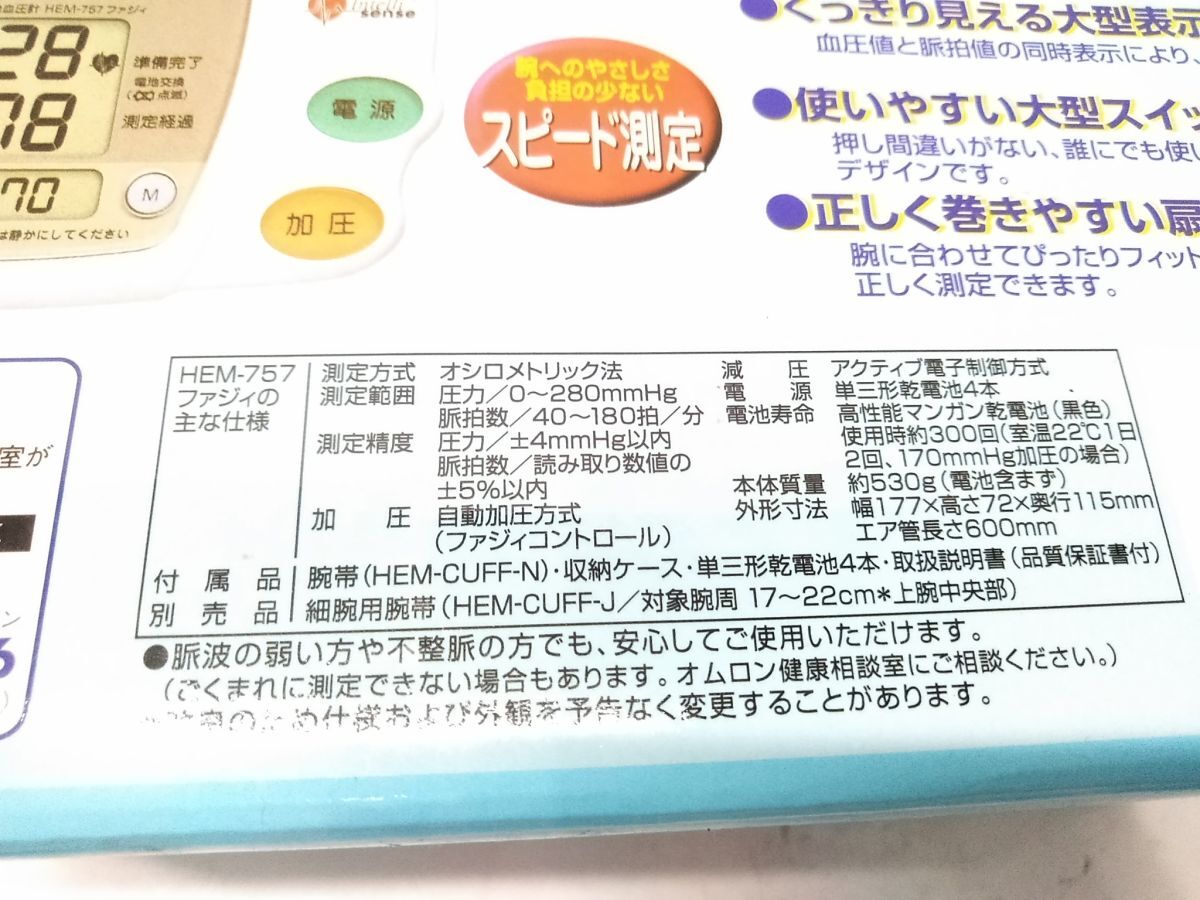 血圧計 HEM-757 ファジィ
28
78
70
準備完了
電池交換
(点滅)
測定経過
M
は静かにしてください
Intelli
sense
電源
加圧
腕へのやさしさ
負担の少ない
スピード測定
●くっきり見える大型表示
血圧値と脈拍値の同時表示により、
●使いやすい大型スイッ
押し間違いがない、誰にでも使い
デザインです。
●正しく巻きやすい扇
腕に合わせてぴったりフィット
正しく測定できます。
室が
ン
HEM-757
ファジィの
主な仕様
測定方式 オシロメトリック法
測定範囲 圧力/0〜280mmHg
脈拍数/40〜180拍/分
測定精度 圧力/±4mmHg以内
脈拍数/読み取り数値の
±5%以内
加圧 自動加圧方式
(ファジィコントロール)
減圧 アクティブ電子制御方式
電源 単三形乾電池4本
電池寿命 高性能マンガン乾電池(黒色)
使用時約300回(室温22℃1日
2回、170mmHg加圧の場合)
本体質量 約530g(電池含まず)
外形寸法 幅177×高さ72×奥行115mm
エア管長さ600mm
付属品 腕帯(HEM-CUFF-N)・収納ケース・単三形乾電池4本・取扱説明書(品質保証書付)
別売品 細腕用腕帯(HEM-CUFF-J/対象腕周 17〜22cm*上腕中央部)
●脈波の弱い方や不整脈の方でも、安心してご使用いただけます。
(ごくまれに測定できない場合もあります。オムロン健康相談室にご相談ください。)
のため仕様および外観を予告なく変更することがあります。